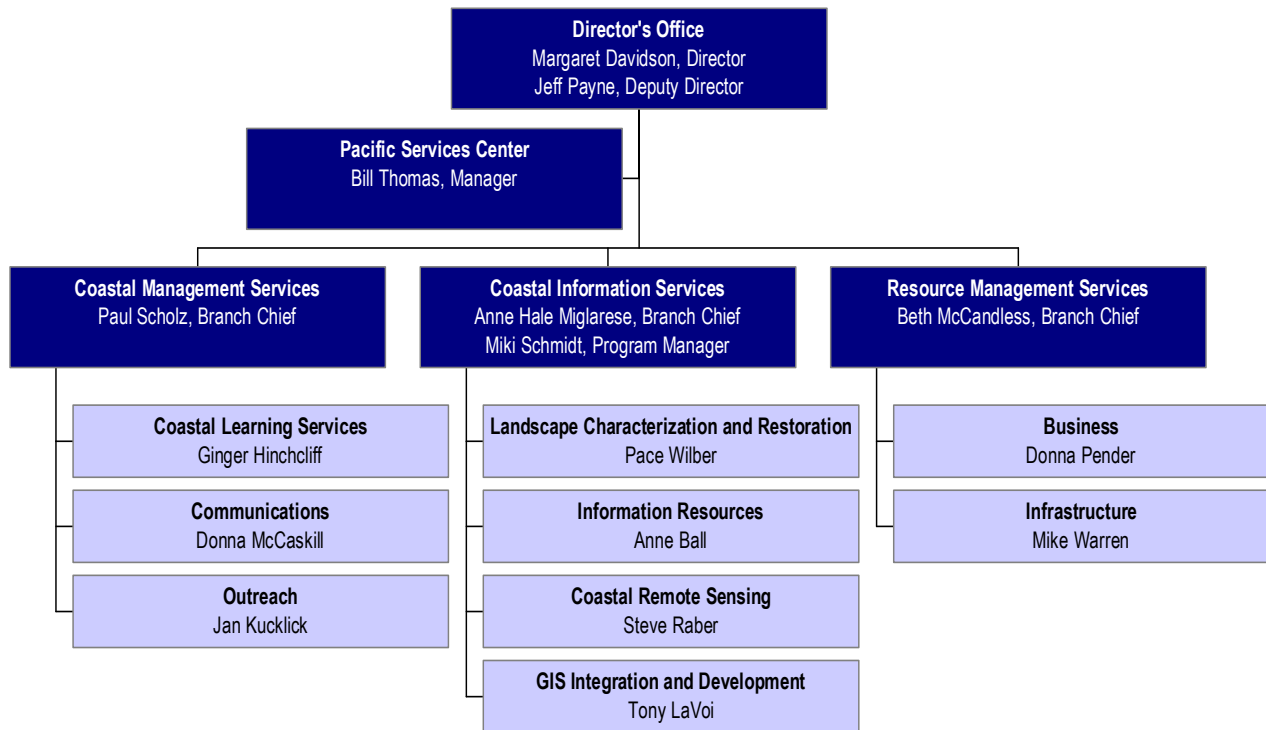 Director's Office
Margaret Davidson, Director
Jeff Payne, Deputy Director
Pacific Services Center
Bill Thomas, Manager
Coastal Management Services
Paul Scholz, Branch Chief
Coastal Information Services
Anne Hale Miglarese, Branch Chief
Miki Schmidt, Program Manager
Resource Management Services
Beth McCandless, Branch Chief
Coastal Learning Services
Ginger Hinchcliff
Communications
Donna McCaskill
Outreach
Jan Kucklick
Landscape Characterization and Restoration
Pace Wilber
Information Resources
Anne Ball
Coastal Remote Sensing
Steve Raber
GIS Integration and Development
Tony LaVoi
Business
Donna Pender
Infrastructure
Mike Warren